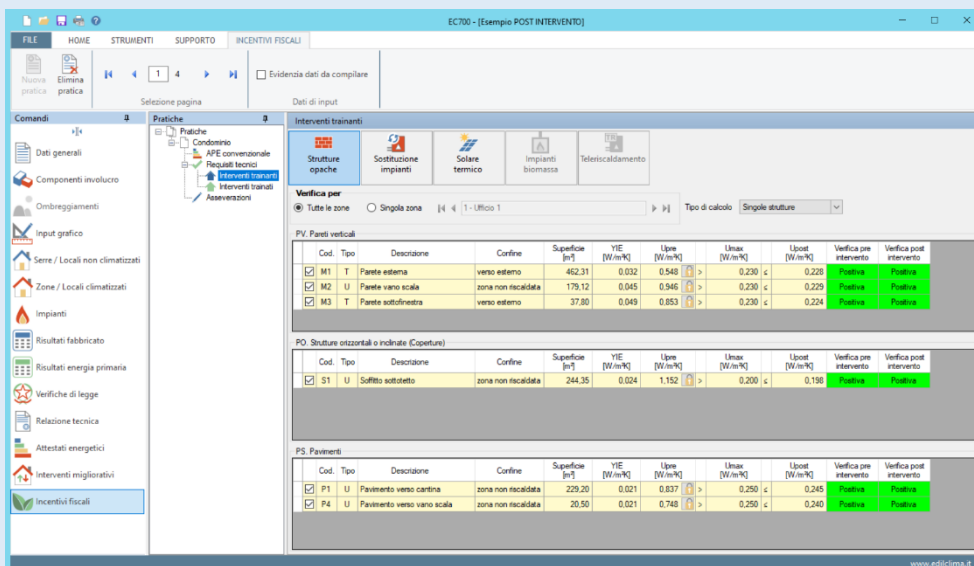 EC700 - [Esempio POST INTERVENTO]
FILE HOME STRUMENTI SUPPORTO INCENTIVI FISCALI
Nuova pratica
Elimina pratica
1 4
Selezione pagina
Evidenzia dati da compilare
Dati di input
Comandi
Dati generali
Componenti involucro
Ombreggiamenti
Input grafico
Serre / Locali non climatizzati
Zone / Locali climatizzati
Impianti
Risultati fabbricato
Risultati energia primaria
Verifiche di legge
Relazione tecnica
Attestati energetici
Interventi migliorativi
Incentivi fiscali
Pratiche
Pratiche
Condominio
APE convenzionale
Requisiti tecnici
Interventi trainanti
Interventi trainati
Asseverazioni
Interventi trainanti
Strutture opache
Sostituzione impianti
Solare termico
Impianti biomassa
Teleriscaldamento
Verifica per
Tutte le zone Singola zona 1 - Ufficio 1 Tipo di calcolo Singole strutture
PV. Pareti verticali
Cod. Tipo Descrizione Confine Superficie [m²] YIE [W/m²K] Upre [W/m²K] Umax [W/m²K] Upost [W/m²K] Verifica pre intervento Verifica post intervento
M1 T Parete esterna verso esterno 462,31 0,032 0,548 > 0,230 ≤ 0,228 Positiva Positiva
M2 U Parete vano scala zona non riscaldata 179,12 0,045 0,946 > 0,230 ≤ 0,229 Positiva Positiva
M3 T Parete sottofinestra verso esterno 37,80 0,049 0,853 > 0,230 ≤ 0,224 Positiva Positiva
PO. Strutture orizzontali o inclinate (Coperture)
Cod. Tipo Descrizione Confine Superficie [m²] YIE [W/m²K] Upre [W/m²K] Umax [W/m²K] Upost [W/m²K] Verifica pre intervento Verifica post intervento
S1 U Soffitto sottotetto zona non riscaldata 244,35 0,024 1,152 > 0,200 ≤ 0,198 Positiva Positiva
PS. Pavimenti
Cod. Tipo Descrizione Confine Superficie [m²] YIE [W/m²K] Upre [W/m²K] Umax [W/m²K] Upost [W/m²K] Verifica pre intervento Verifica post intervento
P1 U Pavimento verso cantina zona non riscaldata 229,20 0,021 0,837 > 0,250 ≤ 0,245 Positiva Positiva
P4 U Pavimento verso vano scala zona non riscaldata 20,50 0,021 0,748 > 0,250 ≤ 0,240 Positiva Positiva
www.edilclima.it